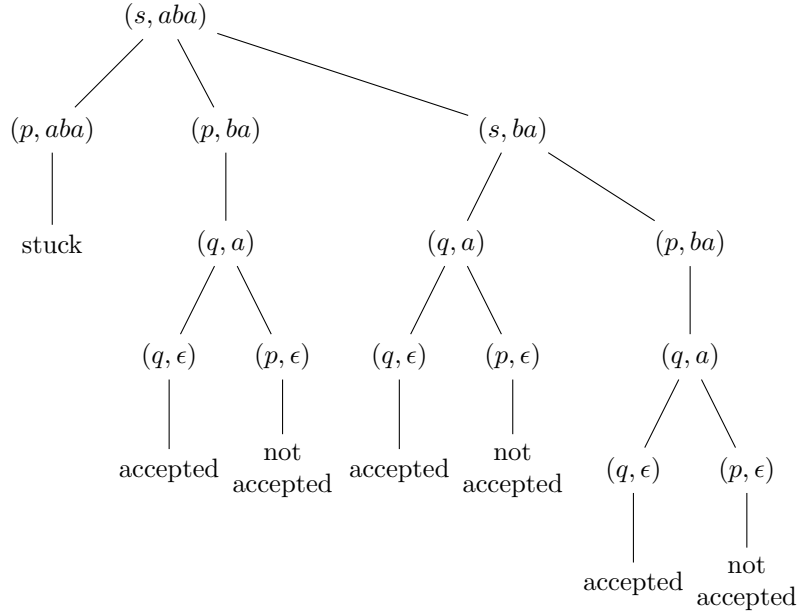 (s, aba)
(p, aba)
(p, ba)
(s, ba)
stuck
(q, a)
(q, a)
(p, ba)
(q, ϵ)
(p, ϵ)
(q, ϵ)
(p, ϵ)
(q, a)
accepted
not
accepted
accepted
not
accepted
(q, ϵ)
(p, ϵ)
accepted
not
accepted